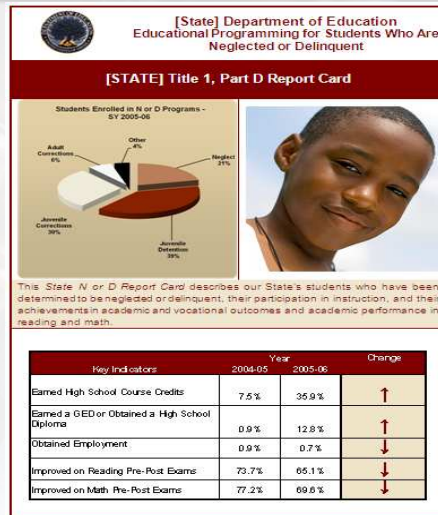 [State] Department of Education
Educational Programming for Students Who Are
Neglected or Delinquent
[STATE] Title 1, Part D Report Card
Students Enrolled in N or D Programs -
SY 2005-06
Other
4%
Adult
Corrections
6%
Neglect
21%
Juvenile
Corrections
30%
Juvenile
Detention
39%
This State N or D Report Card describes our State's students who have been
determined to be neglected or delinquent, their participation in instruction, and their
achievements in academic and vocational outcomes and academic performance in
reading and math.
Year Change
Key Indicators 2004-05 2005-06
Earned High School Course Credits 7.5% 35.9% ↑
Earned a GED or Obtained a High School
Diploma 0.9% 12.8% ↑
Obtained Employment 0.9% 0.7% ↓
Improved on Reading Pre-Post Exams 73.7% 65.1% ↓
Improved on Math Pre-Post Exams 77.2% 69.6% ↓